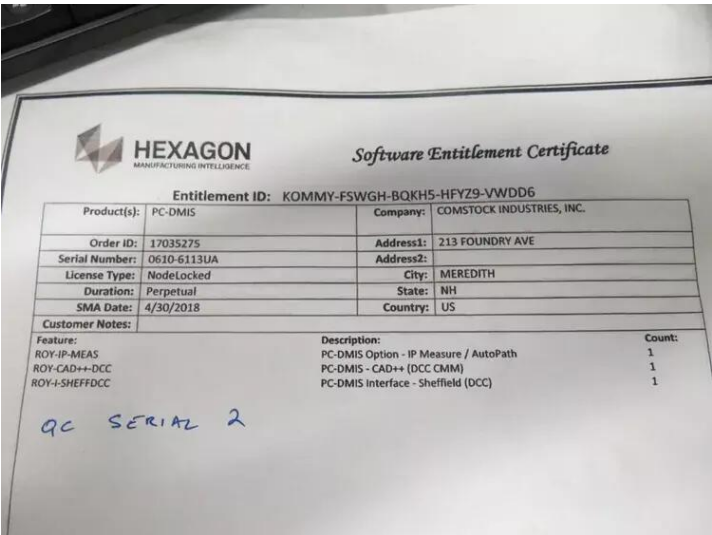 HEXAGON
MANUFACTURING INTELLIGENCE
Software Entitlement Certificate
Entitlement ID: KOMMY-FSWGH-BQKH5-HFYZ9-VWDD6
Product(s): PC-DMIS Company: COMSTOCK INDUSTRIES, INC.
Order ID: 17035275 Address1: 213 FOUNDRY AVE
Serial Number: 0610-6113UA Address2:
License Type: NodeLocked City: MEREDITH
Duration: Perpetual State: NH
SMA Date: 4/30/2018 Country: US
Customer Notes:
Feature: Description: Count:
ROY-IP-MEAS PC-DMIS Option - IP Measure / AutoPath 1
ROY-CAD++-DCC PC-DMIS - CAD++ (DCC CMM) 1
ROY-I-SHEFFDCC PC-DMIS Interface - Sheffield (DCC) 1
QC SERIAL 2